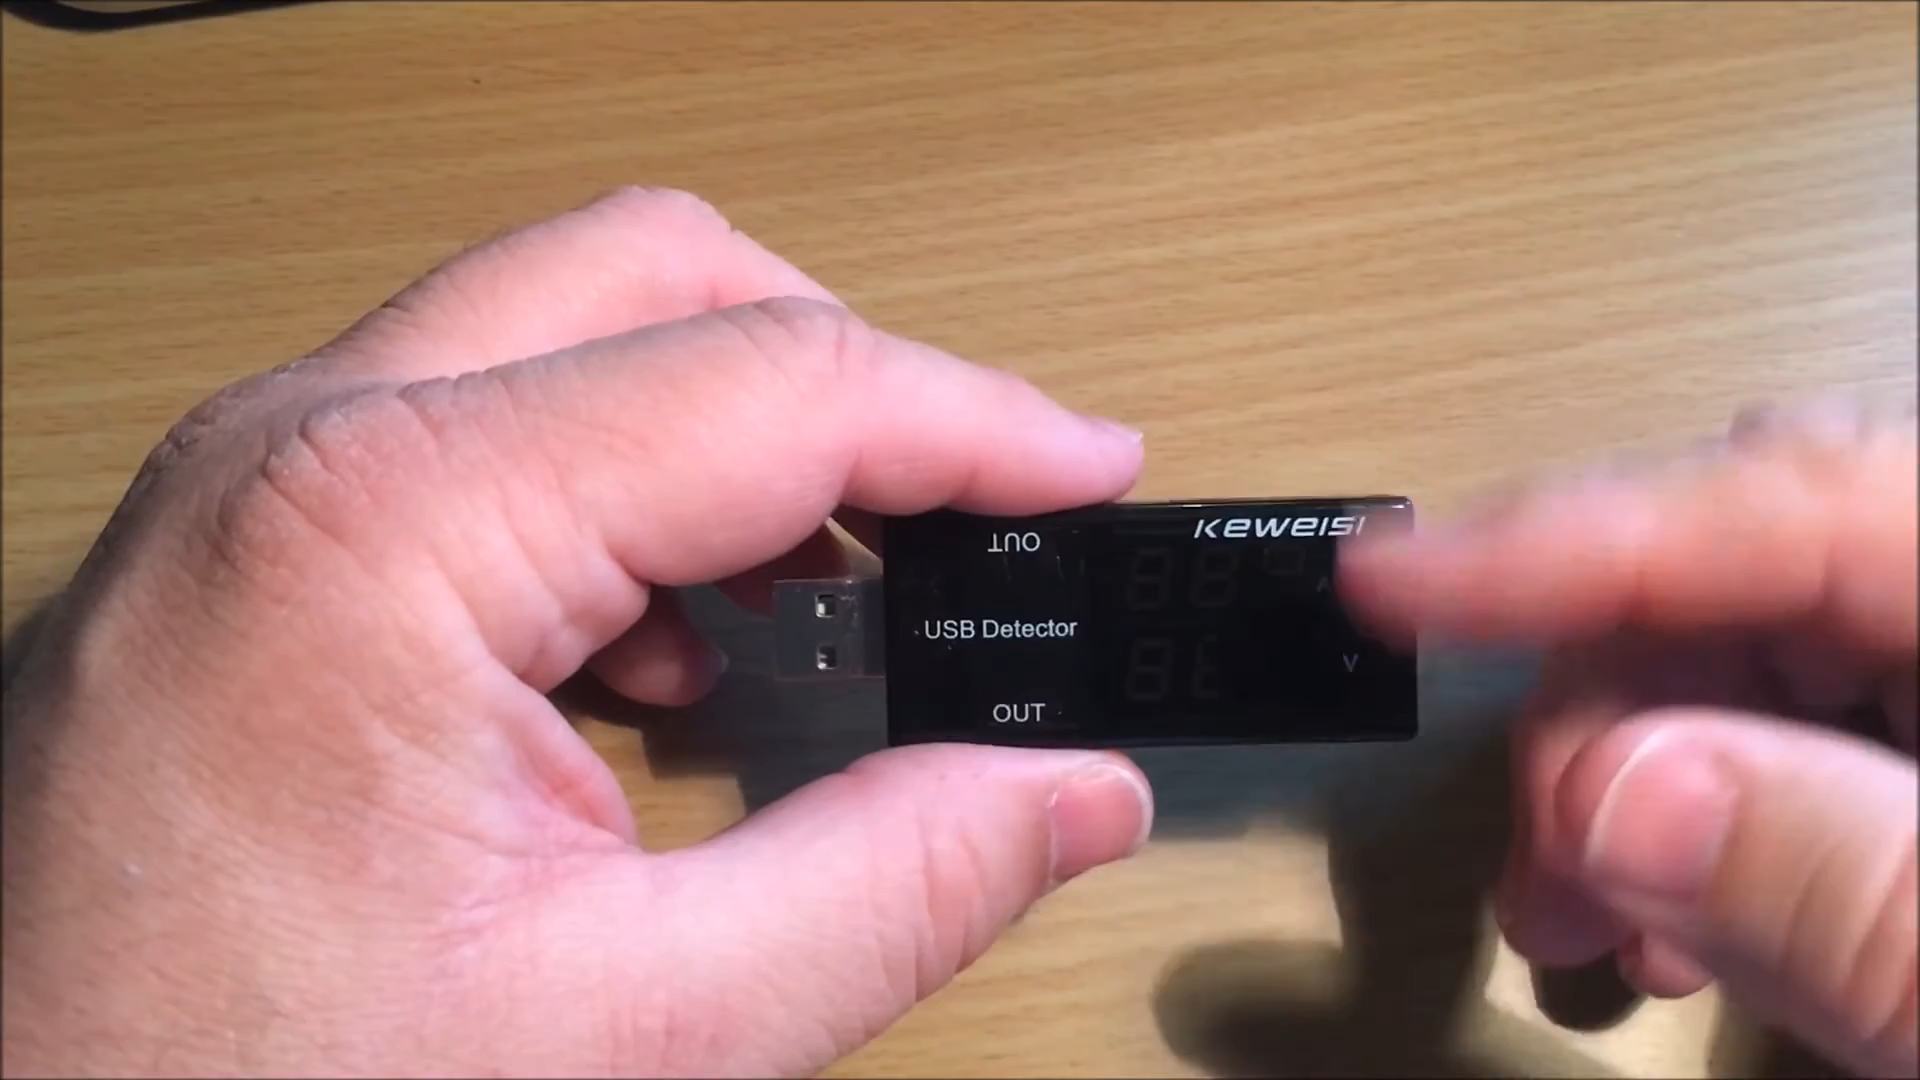 OUT
KEWEISI
A
USB Detector
V
OUT